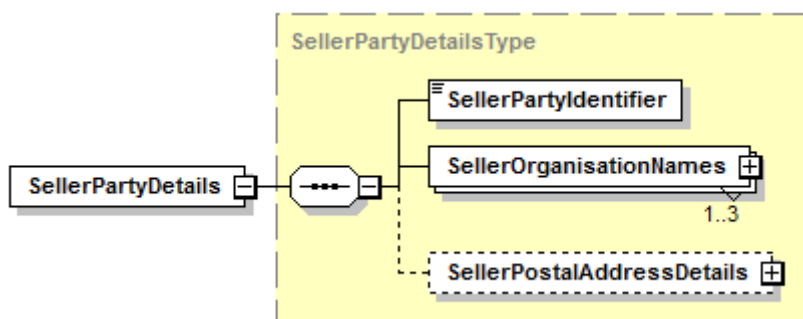 SellerPartyDetailsType
SellerPartyIdentifier
SellerOrganisationNames
1..3
SellerPartyDetails
SellerPostalAddressDetails